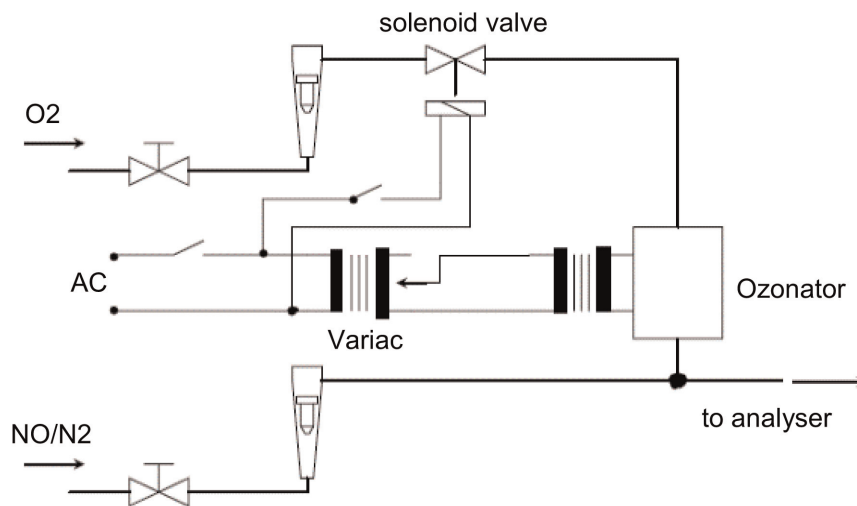 solenoid valve
O2
AC
Variac
Ozonator
NO/N2
to analyser